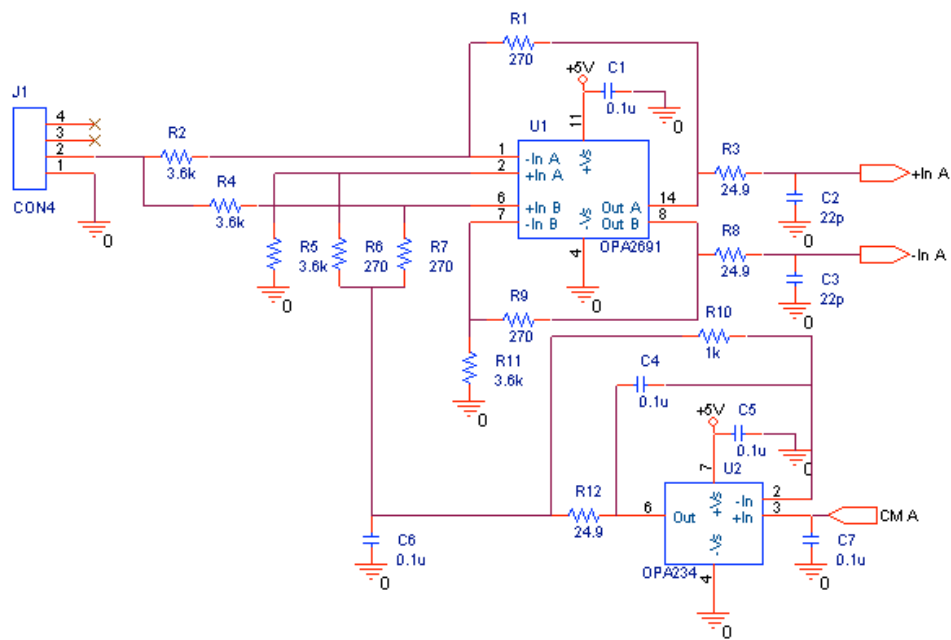 R1
270
+5V
C1
0.1u
0
J1
4
3
2
1
CON4
0
R2
3.6k
R4
3.6k
U1
11
1
2
6
7
-In A
+In A
+In B
-In B
+Vs
-Vs
Out A
Out B
14
8
4
OPA2691
0
R3
24.9
+In A
C2
22p
0
R8
24.9
-In A
C3
22p
0
R5
3.6k
0
R6
270
R7
270
R9
270
R11
3.6k
0
R10
1k
C4
0.1u
+5V
C5
0.1u
0
7
U2
R12
24.9
6
Out
+Vs
-Vs
-In
+In
2
3
CM A
OPA234
4
0
C6
0.1u
0
C7
0.1u
0